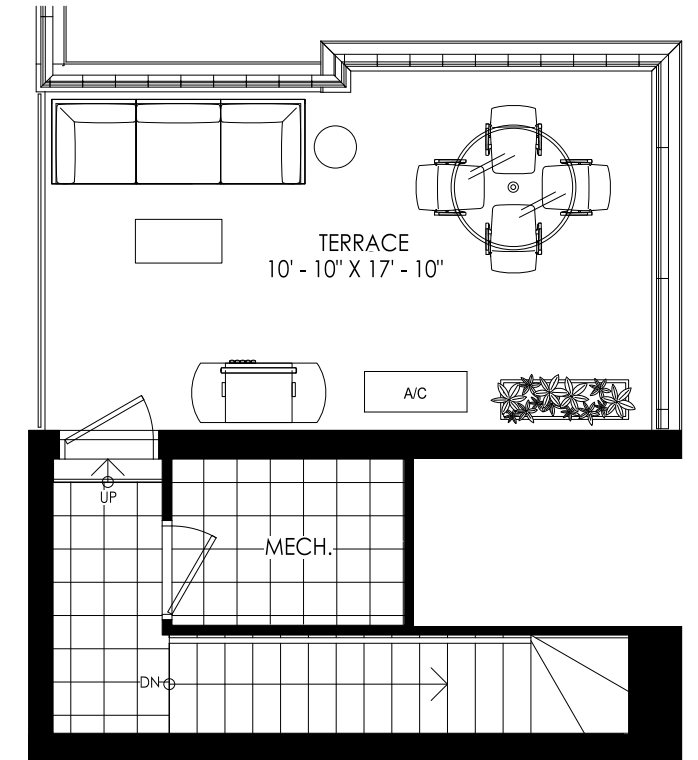 TERRACE
10' - 10" X 17' - 10"
A/C
UP
MECH.
DN